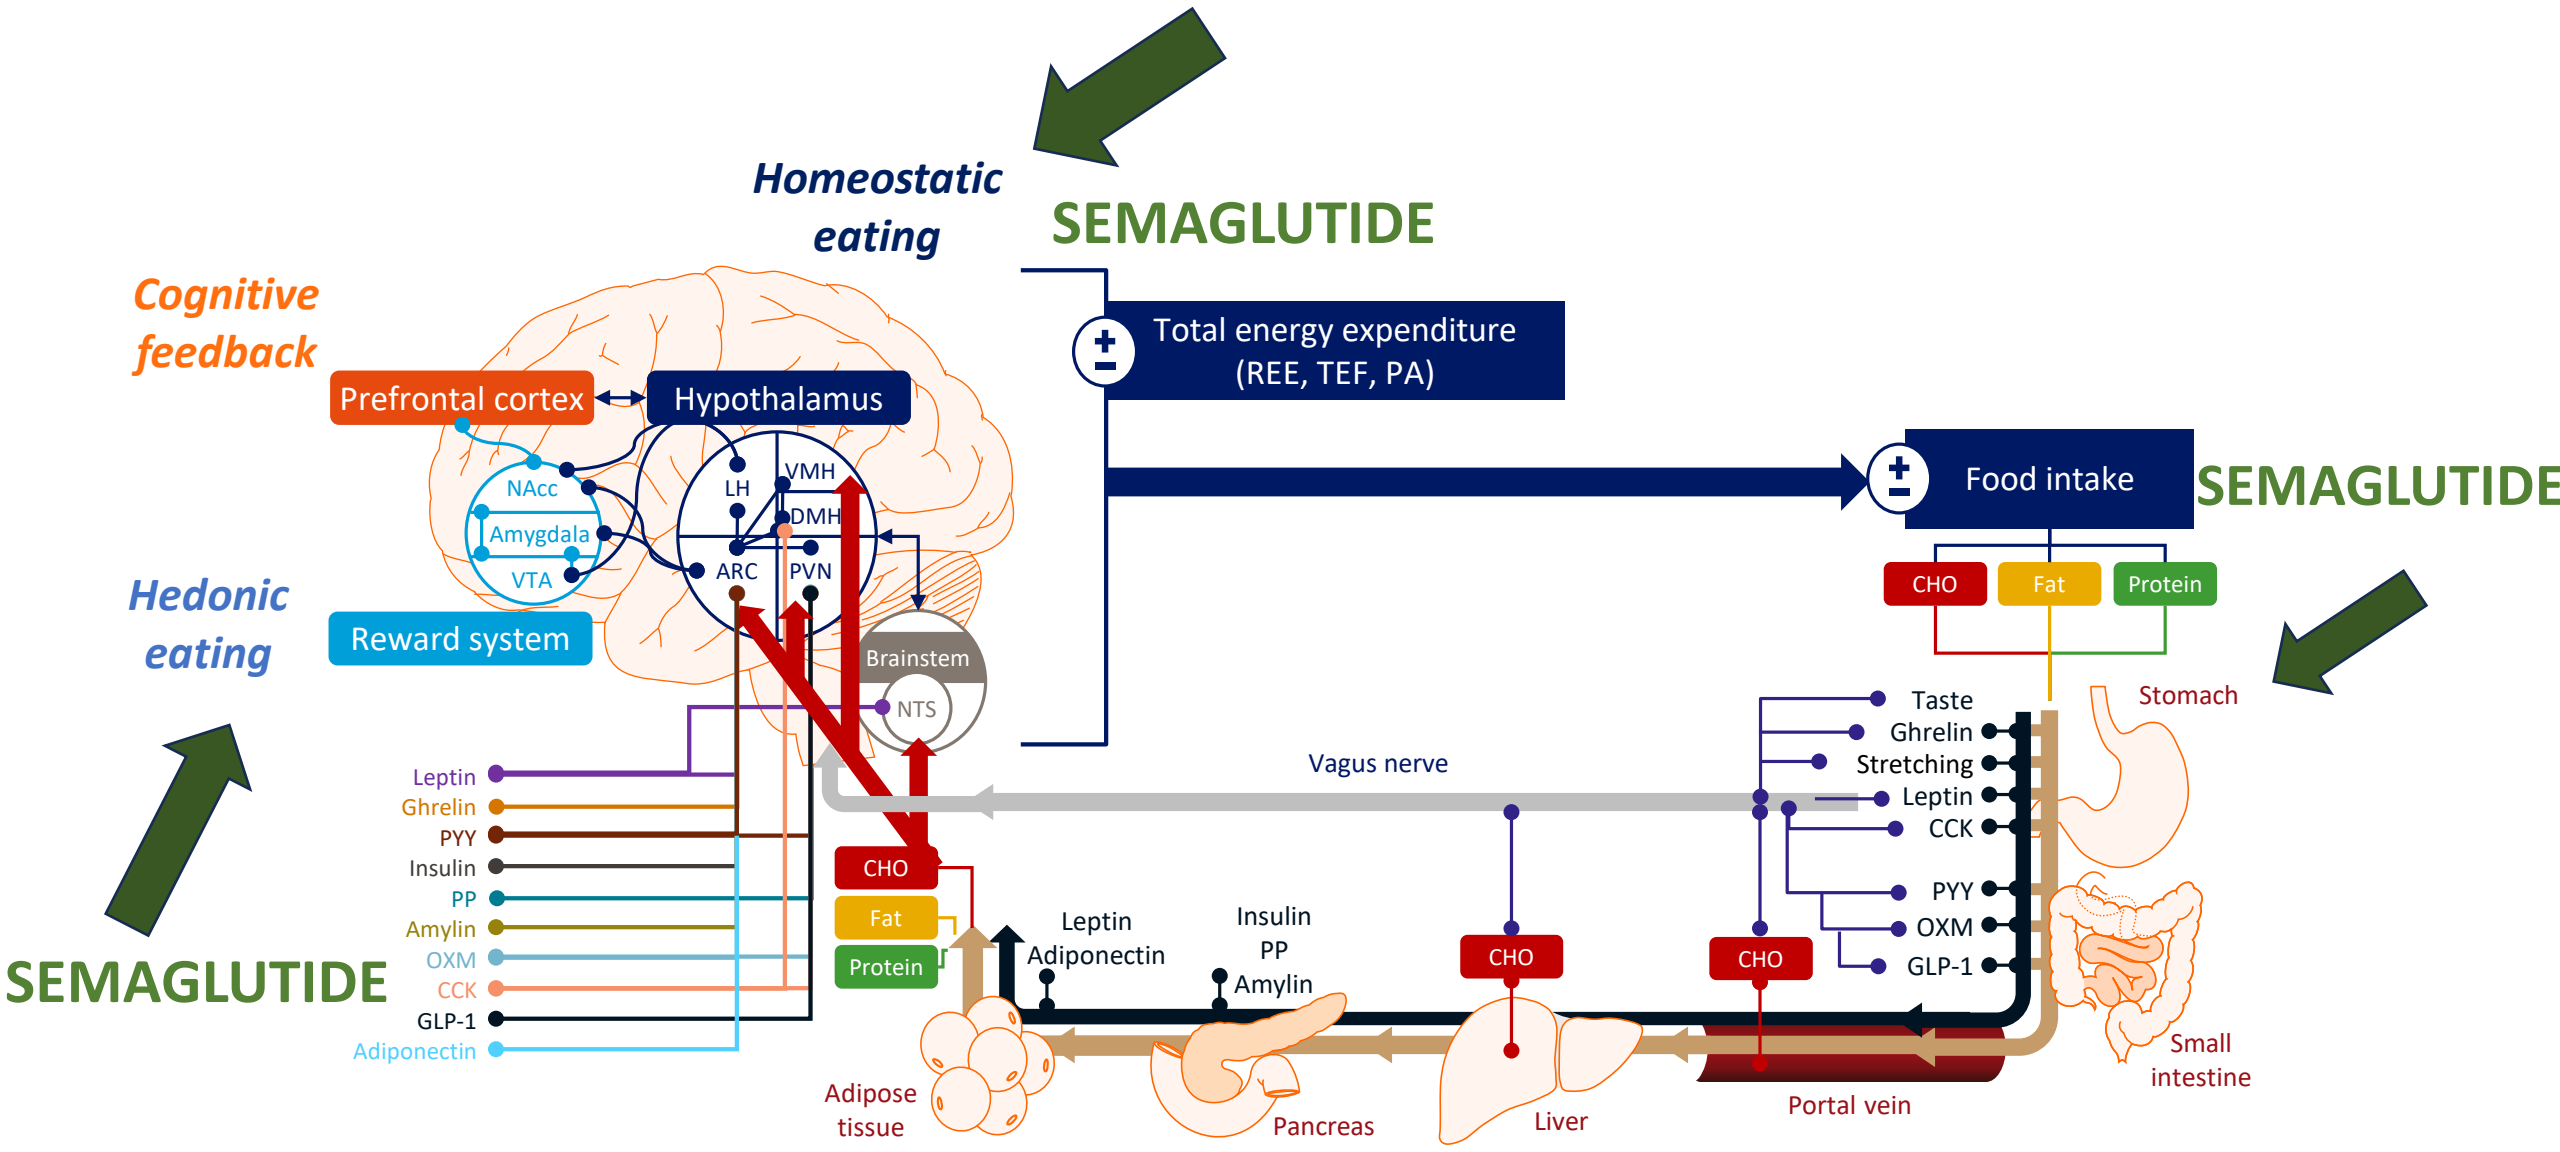 Homeostatic
eating
SEMAGLUTIDE
Cognitive
feedback
Total energy expenditure
(REE, TEF, PA)
Prefrontal cortex
Hypothalamus
Food intake
SEMAGLUTIDE
VMH
LH
DMH
ARC
PVN
NAcc
Amygdala
VTA
CHO
Fat
Protein
Hedonic
eating
Reward system
Brainstem
NTS
Taste
Ghrelin
Stretching
Leptin
CCK
PYY
OXM
GLP-1
Stomach
Vagus nerve
Leptin
Ghrelin
PYY
Insulin
PP
Amylin
OXM
CCK
GLP-1
Adiponectin
SEMAGLUTIDE
CHO
Fat
Protein
Leptin
Adiponectin
Insulin
PP
Amylin
CHO
CHO
Small
intestine
Adipose
tissue
Pancreas
Liver
Portal vein